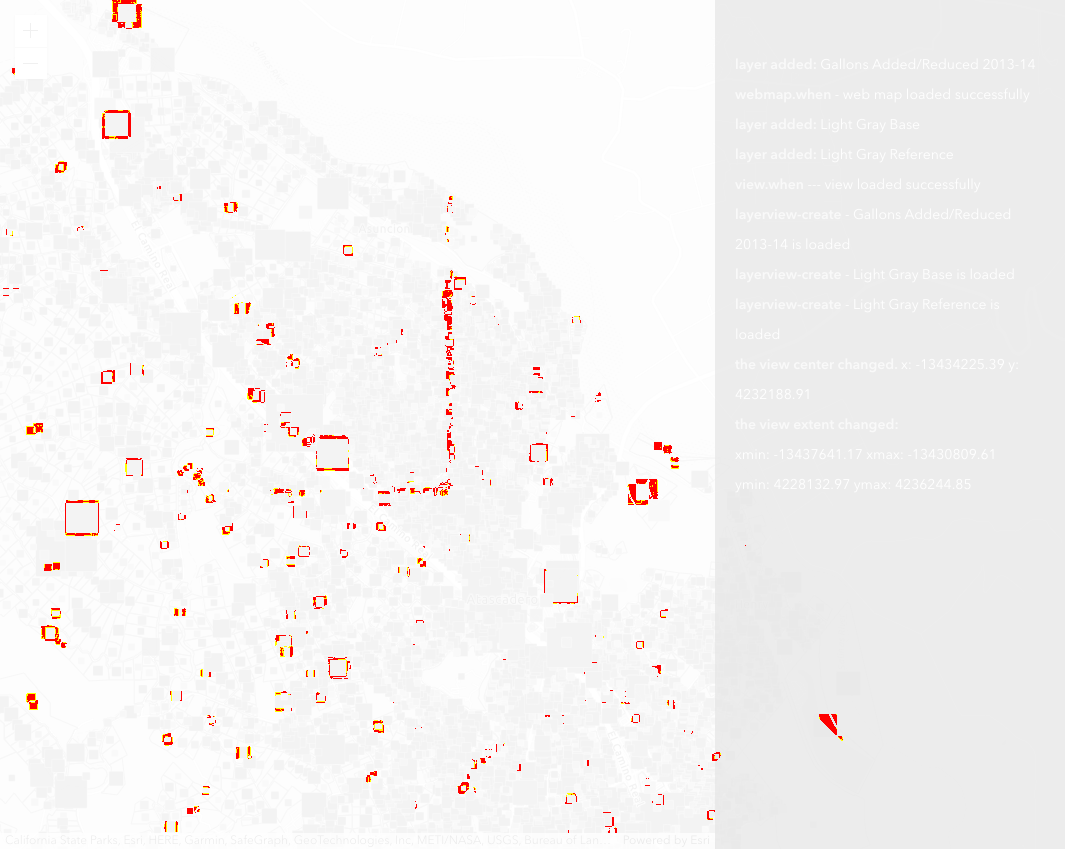 layer added: Gallons Added/Reduced 2013-14
webmap.when - web map loaded successfully
layer added: Light Gray Base
layer added: Light Gray Reference
view.when --- view loaded successfully
layerview-create - Gallons Added/Reduced
2013-14 is loaded
layerview-create - Light Gray Base is loaded
layerview-create - Light Gray Reference is
loaded
the view center changed. x: -13434225.39 y:
4232188.91
the view extent changed:
xmin: -13437641.17 xmax: -13430809.61
ymin: 4228132.97 ymax: 4236244.85
California State Parks, Esri, HERE, Garmin, SafeGraph, GeoTechnologies, Inc, METI/NASA, USGS, Bureau of Lan... Powered by Esri